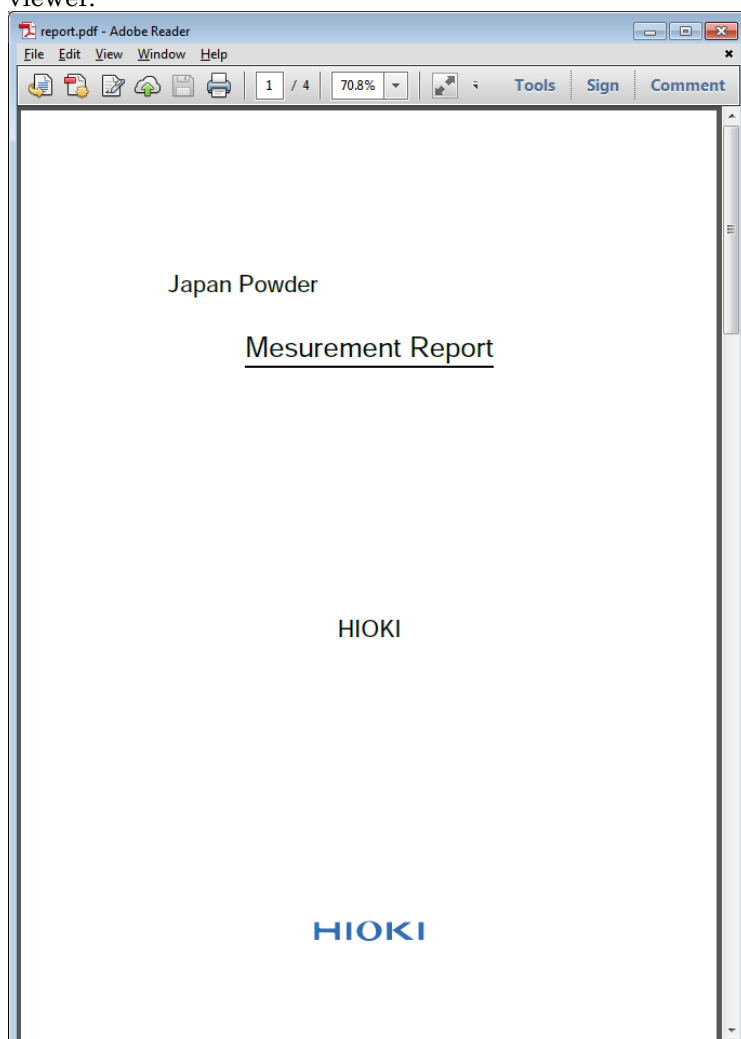 viewer.
report.pdf - Adobe Reader
File Edit View Window Help
1 / 4 70.8% Tools Sign Comment
Japan Powder
Mesurement Report
HIOKI
HIOKI